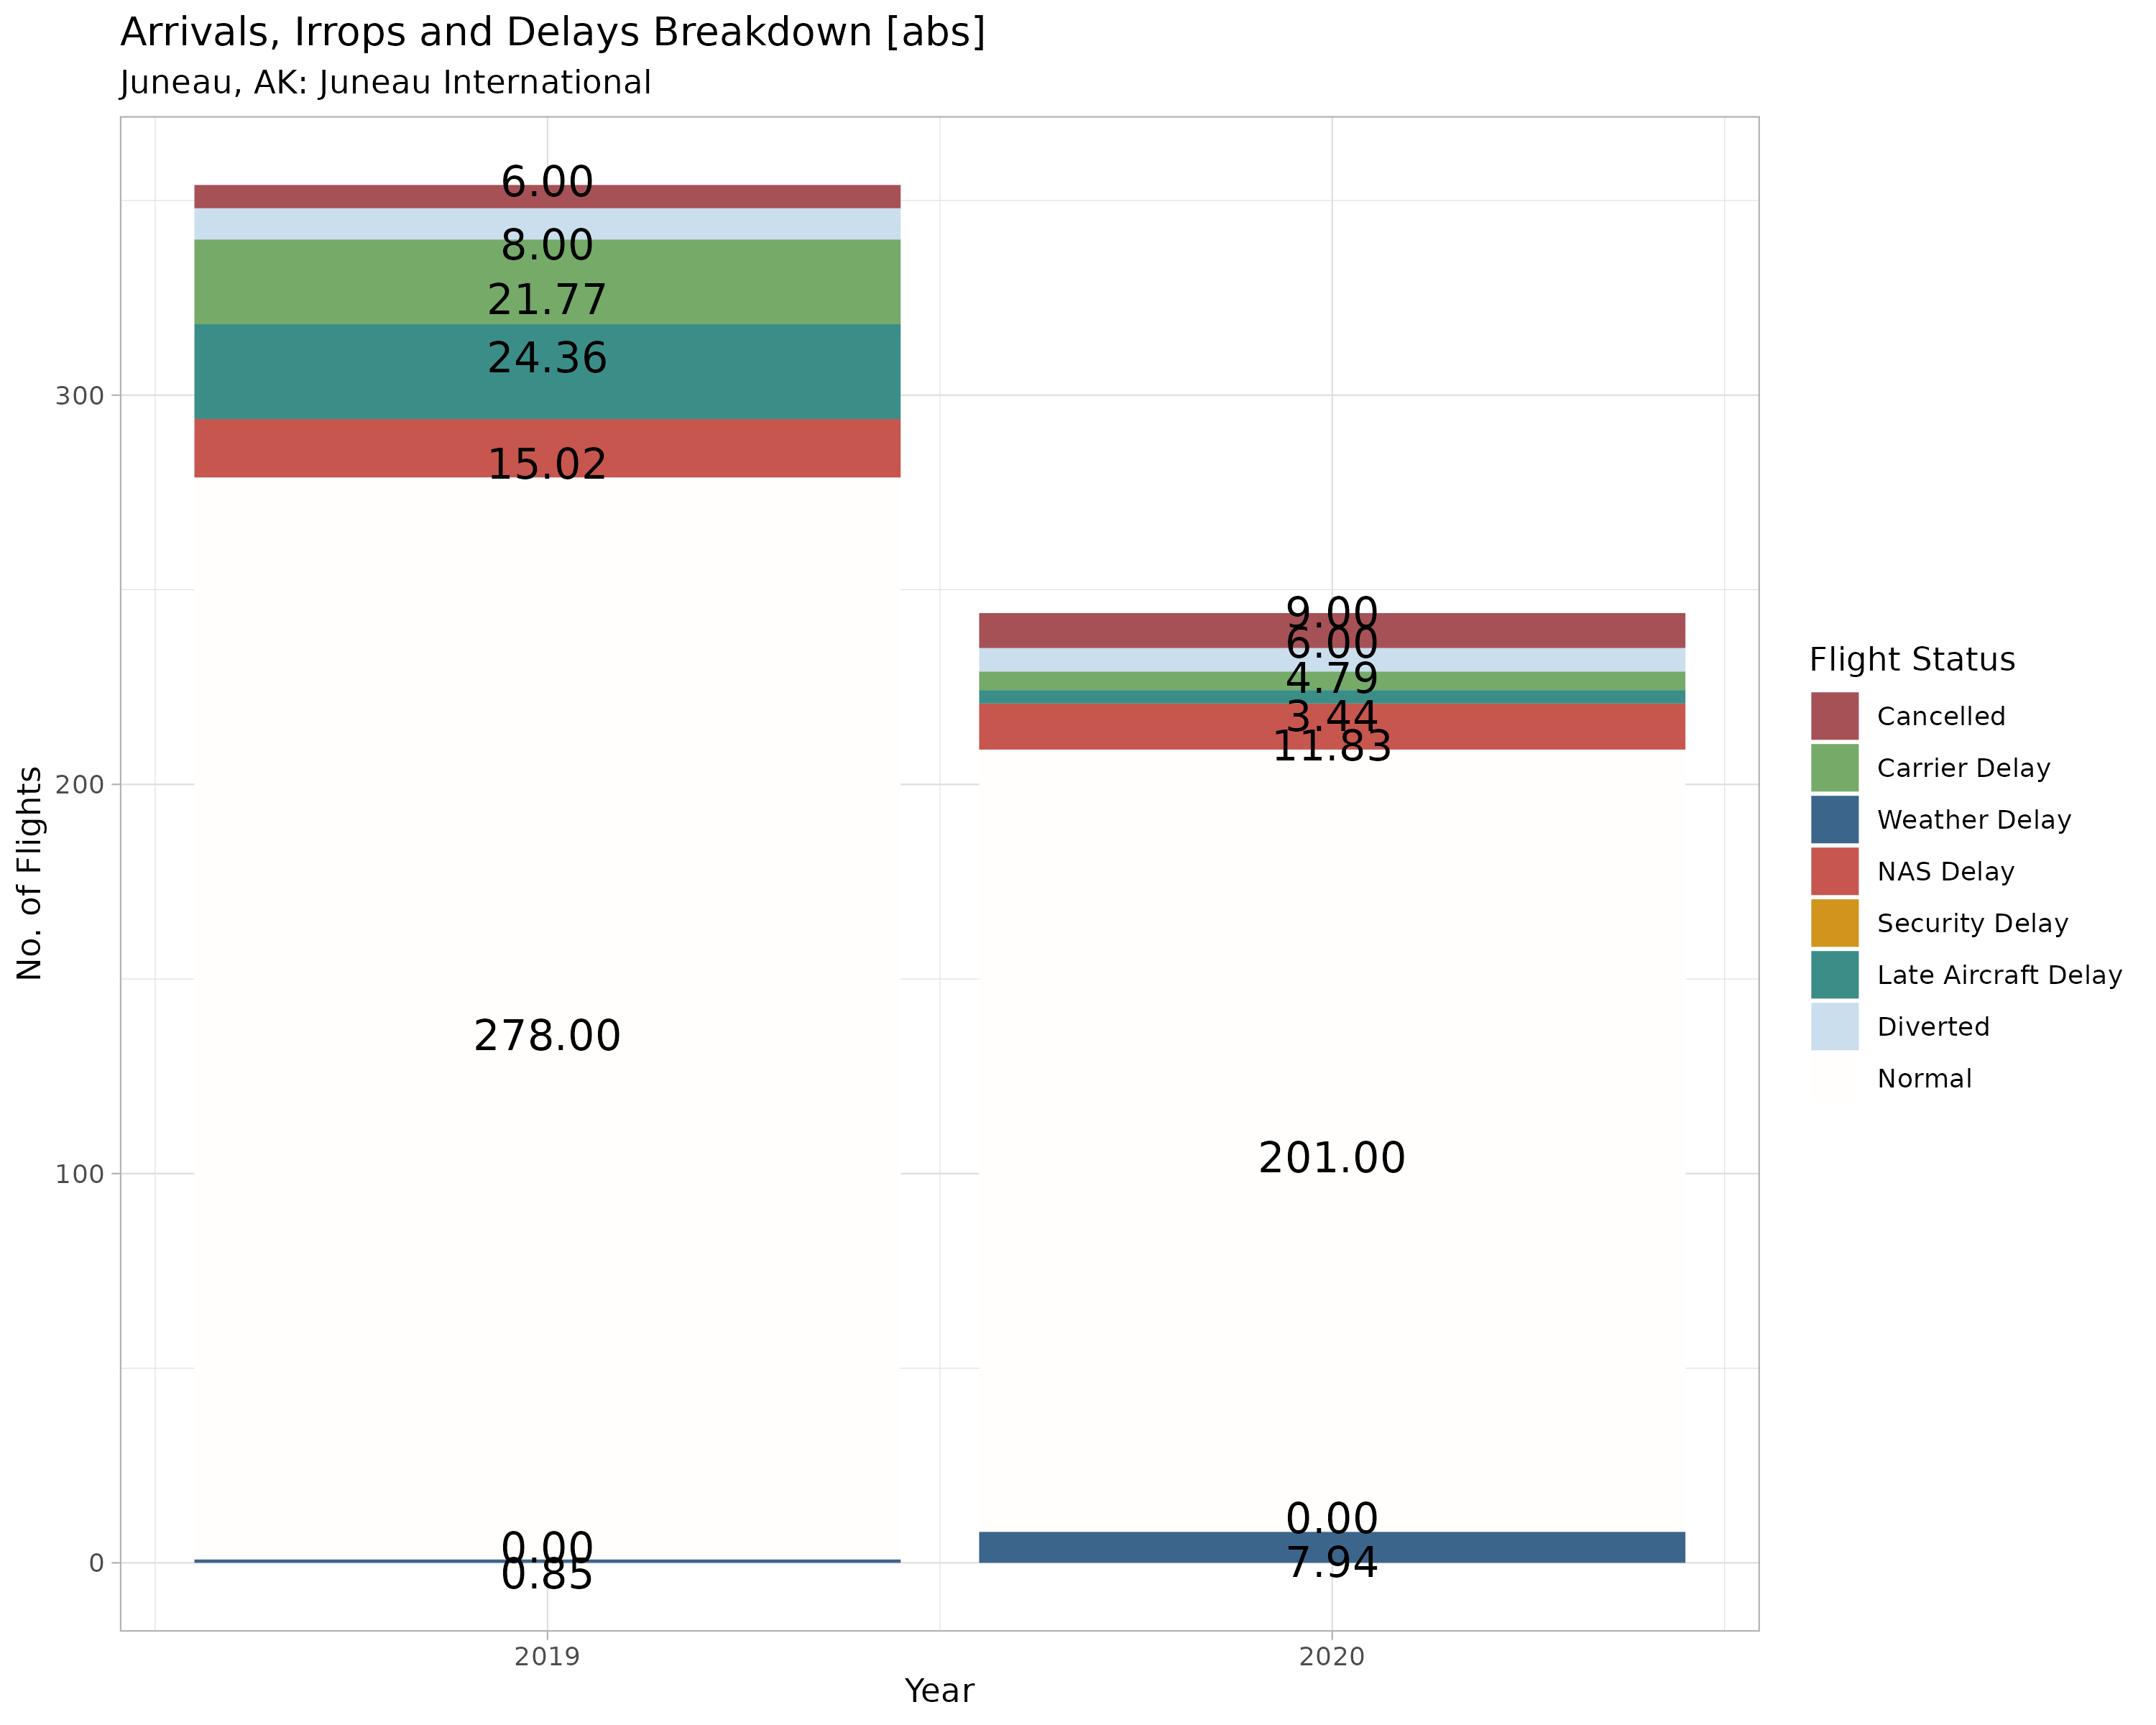 Arrivals, Irrops and Delays Breakdown [abs]
Juneau, AK: Juneau International
No. of Flights
300
200
100
0
6.00
8.00
21.77
24.36
15.02
278.00
0.00
0.85
9.00
6.00
4.79
3.44
11.83
201.00
0.00
7.94
2019
2020
Year
Flight Status
Cancelled
Carrier Delay
Weather Delay
NAS Delay
Security Delay
Late Aircraft Delay
Diverted
Normal